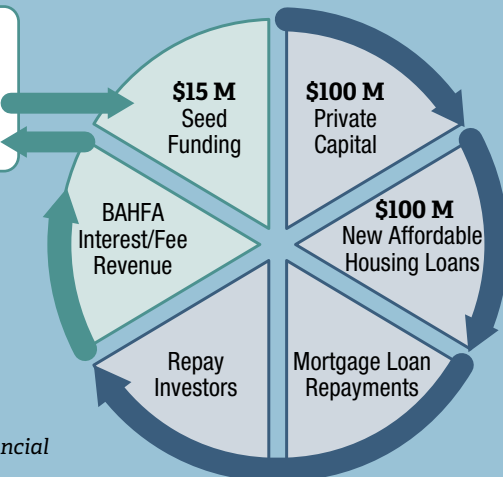 $15 M
Seed
Funding
$100 M
Private
Capital
$100 M
New Affordable
Housing Loans
Mortgage Loan
Repayments
Repay
Investors
BAHFA
Interest/Fee
Revenue